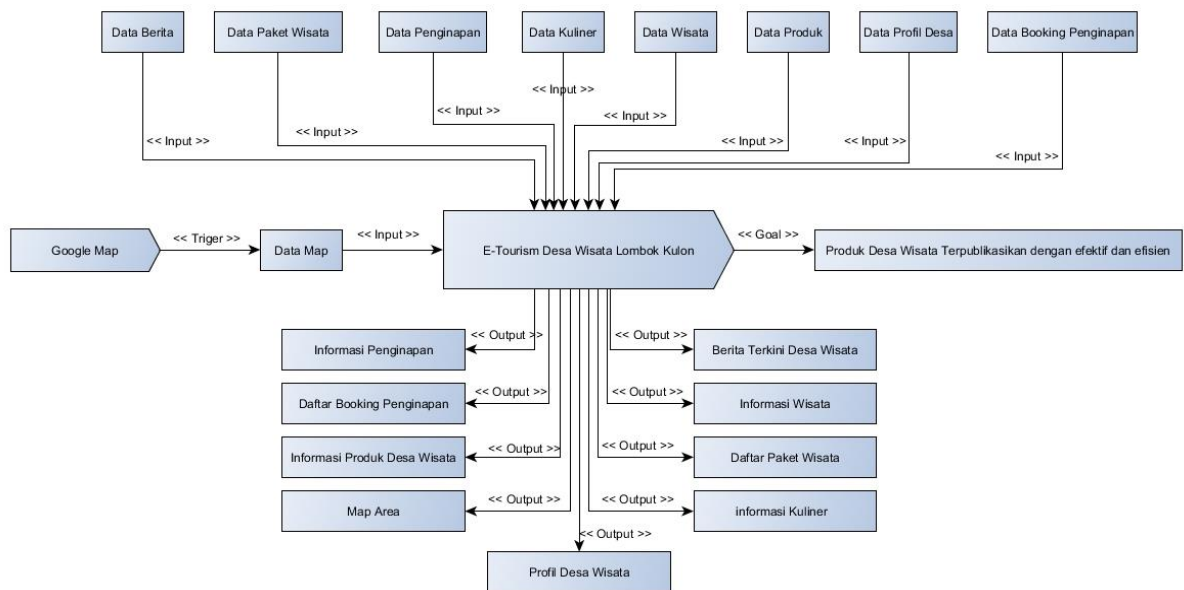 Data Berita
Data Paket Wisata
Data Penginapan
Data Kuliner
Data Wisata
Data Produk
Data Profil Desa
Data Booking Penginapan
<< Input >>
<< Input >>
<< Input >>
<< Input >>
<< Input >>
<< Input >>
<< Input >>
<< Input >>
Google Map
<< Triger >>
Data Map
<< Input >>
E-Tourism Desa Wisata Lombok Kulon
<< Goal >>
Produk Desa Wisata Terpublikasikan dengan efektif dan efisien
Informasi Penginapan
<< Output >>
<< Output >>
Berita Terkini Desa Wisata
Daftar Booking Penginapan
<< Output >>
<< Output >>
Informasi Wisata
Informasi Produk Desa Wisata
<< Output >>
<< Output >>
Daftar Paket Wisata
Map Area
<< Output >>
<< Output >>
informasi Kuliner
<< Output >>
Profil Desa Wisata